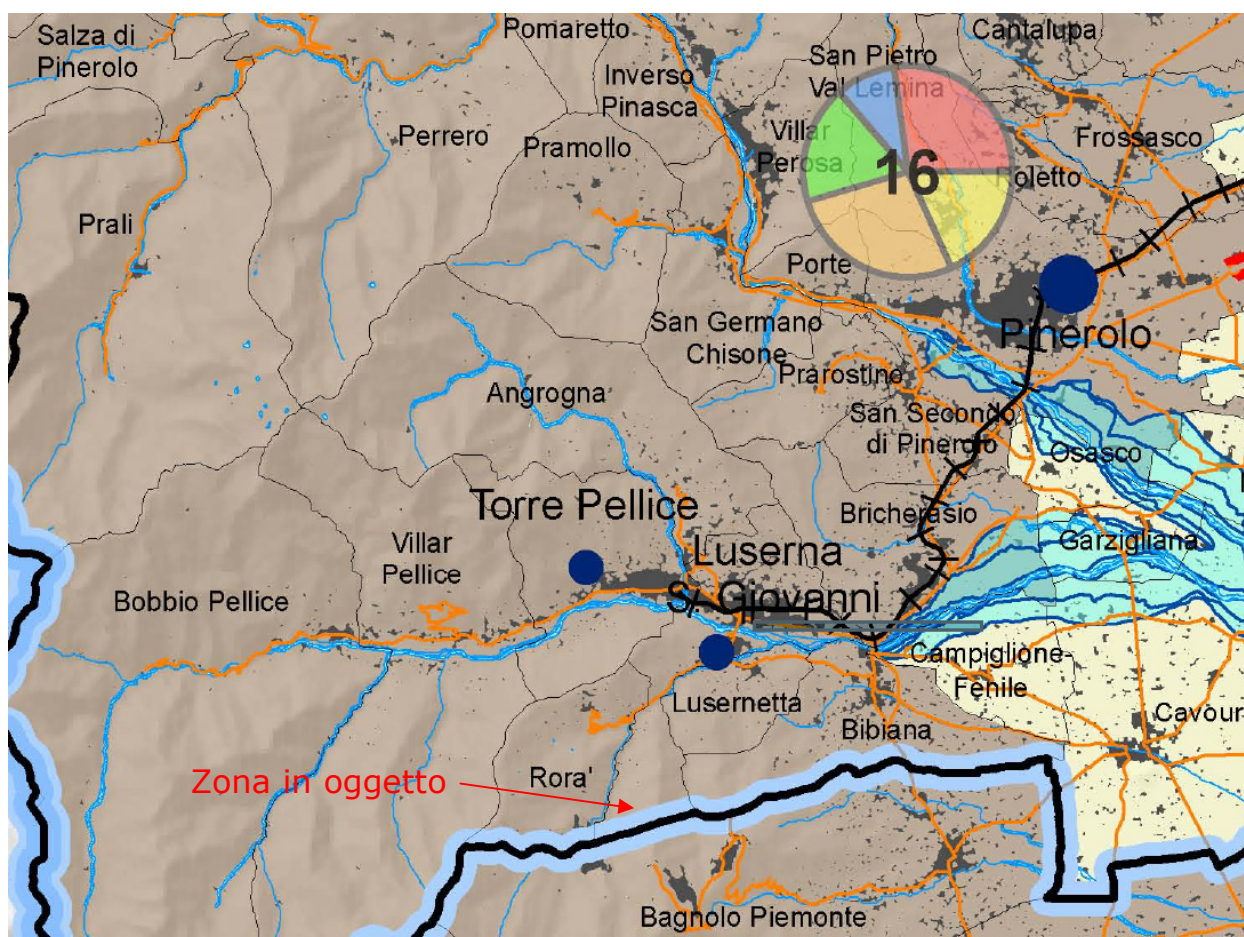 Salza di
Pinerolo
Pomaretto
Cantalupa
San Pietro
Val Lemina
Inverso
Pinasca
Perrero
Pramollo
Villar
Perosa
16
Frossasco
Roletto
Prali
Porte
Pinerolo
San Germano
Chisone
Prarostino
Angrogna
San Secondo
di Pinerolo
Osasco
Torre Pellice
Bricherasio
Garzigliana
Villar
Pellice
Luserna
S. Giovanni
Bobbio Pellice
Campiglione-
Fenile
Lusernetta
Cavour
Bibiana
Rora'
Zona in oggetto
Bagnolo Piemonte